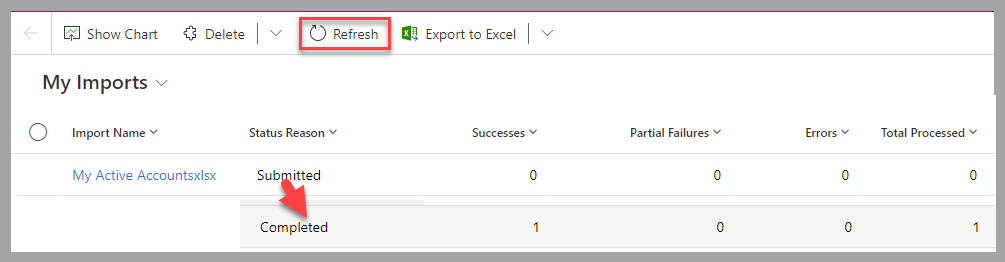 Show Chart Delete Refresh Export to Excel
My Imports
Import Name Status Reason Successes Partial Failures Errors Total Processed
My Active Accountsxlsx Submitted 0 0 0 0
Completed 1 0 0 1